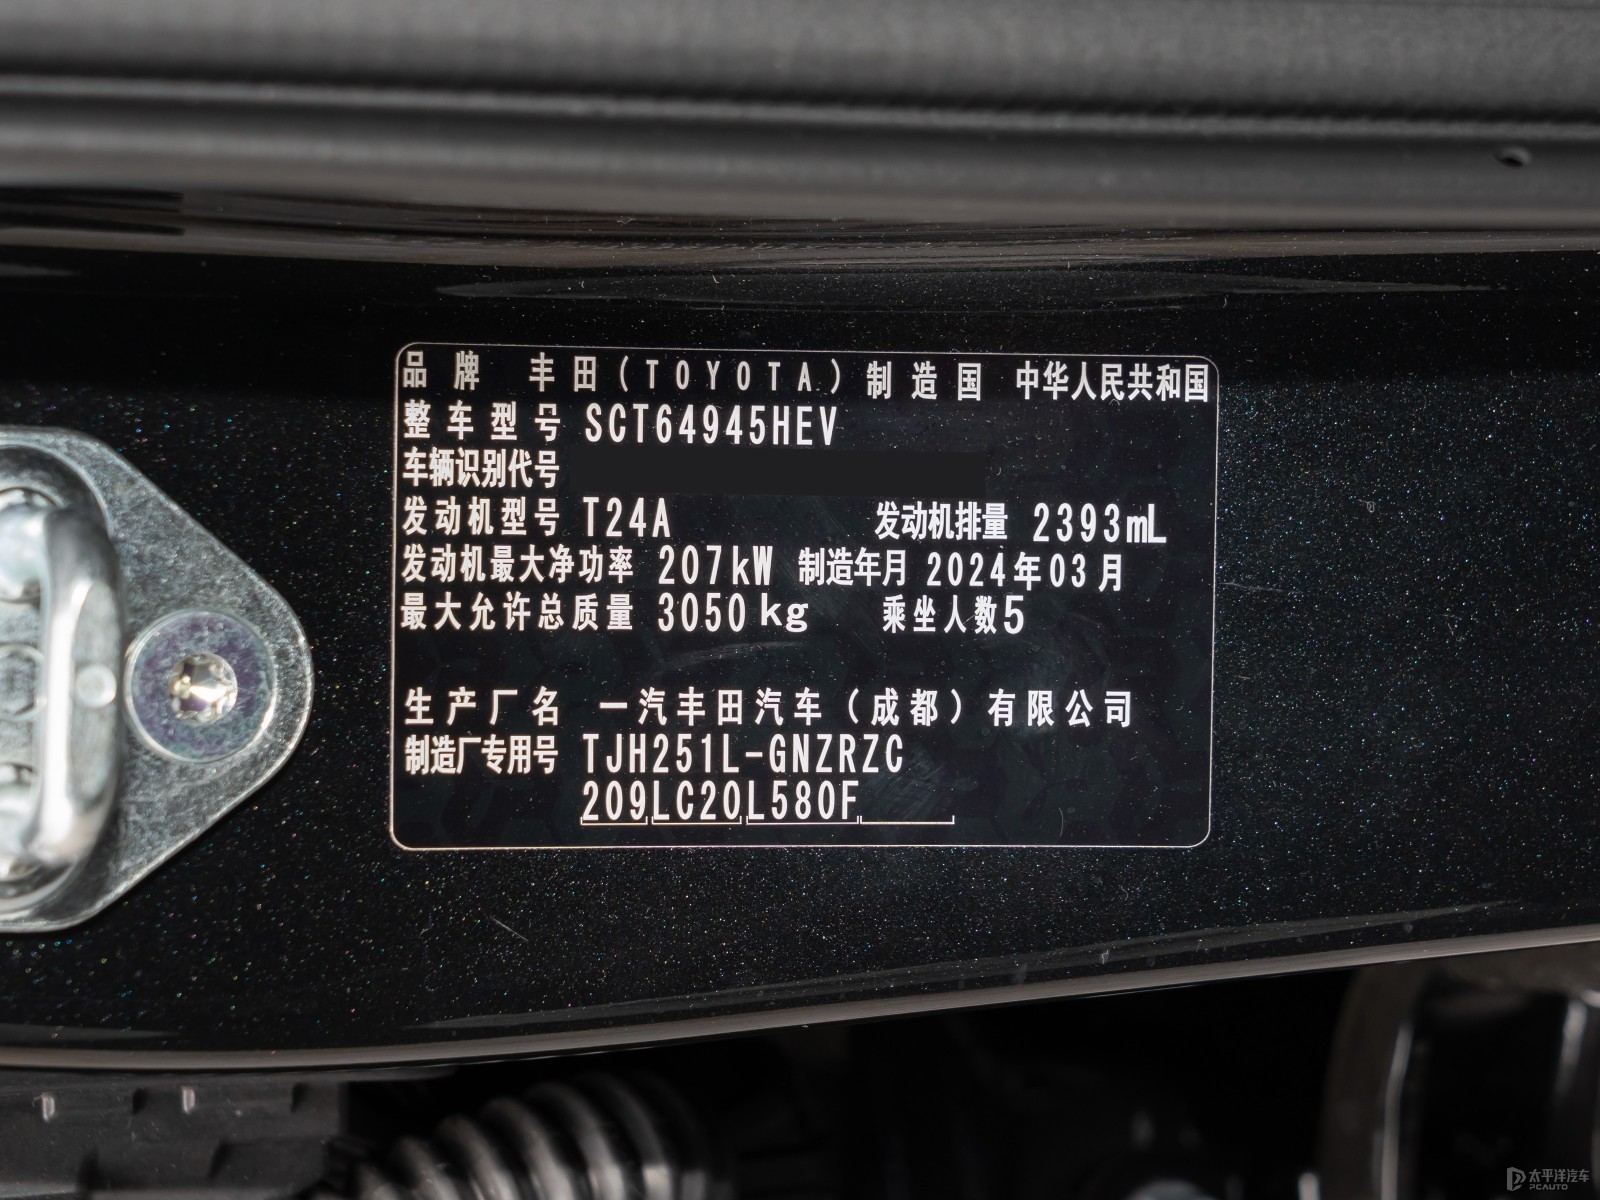 品牌 丰田(TOYOTA) 制造国 中华人民共和国
整车型号 SCT64945HEV
车辆识别代号
发动机型号 T24A 发动机排量 2393mL
发动机最大净功率 207kW 制造年月 2024年03月
最大允许总质量 3050kg 乘坐人数5
生产厂名 一汽丰田汽车(成都)有限公司
制造厂专用号 TJH251L-GNZRZC
209LC20L580F
太平洋汽车
PCAUTO